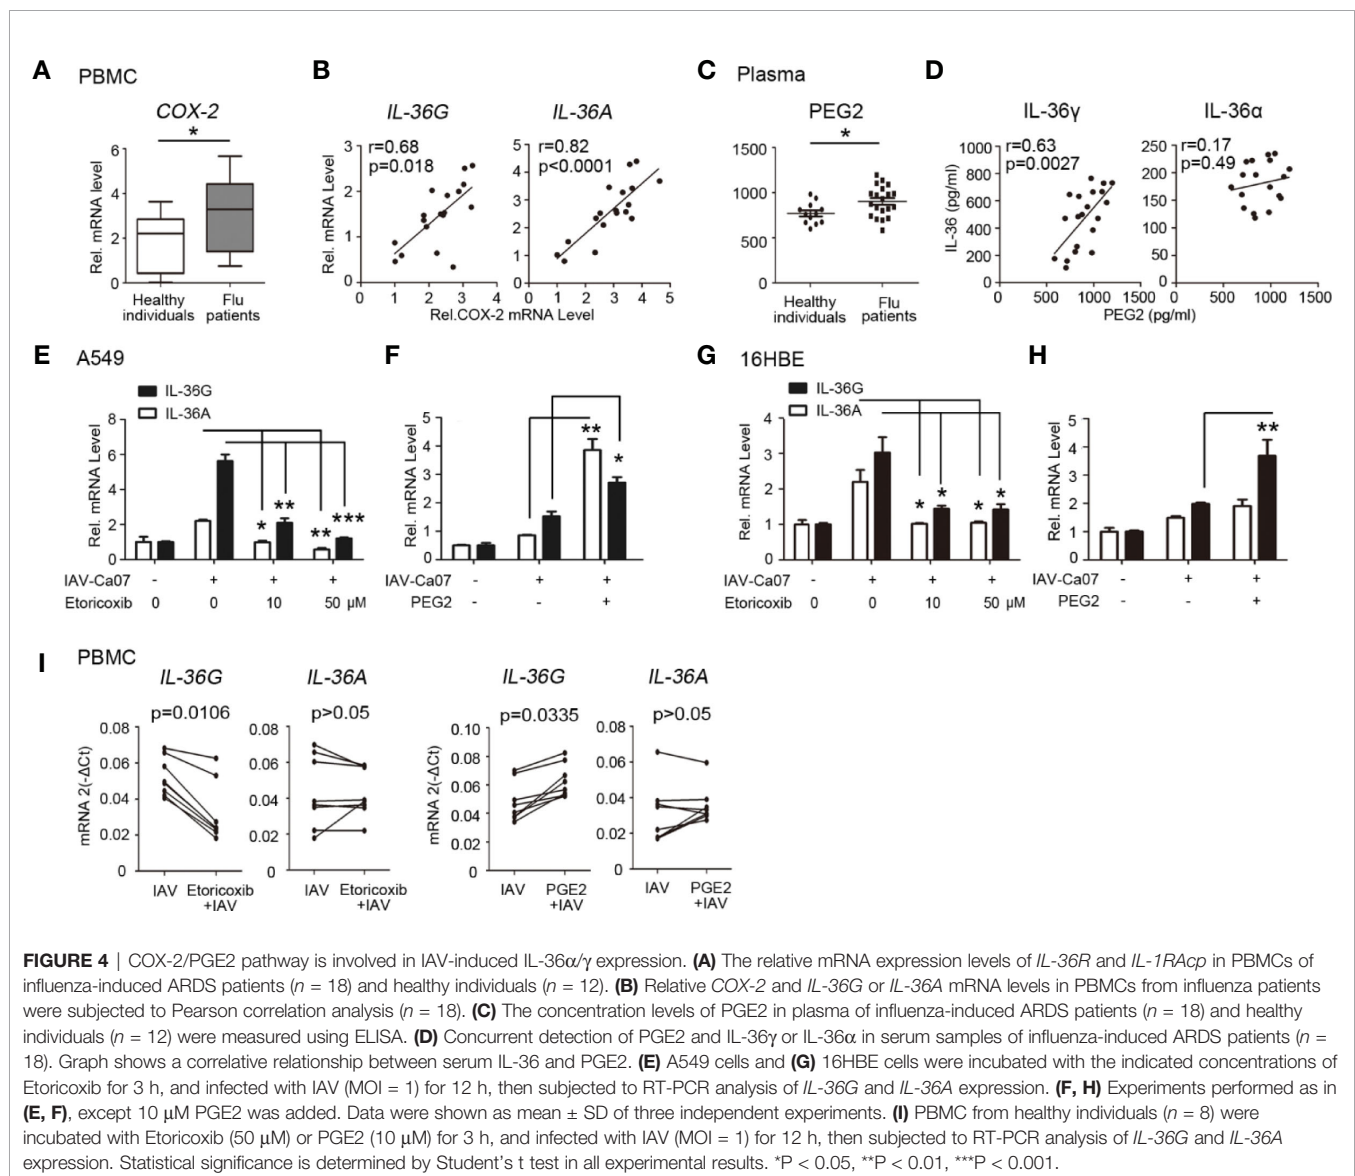 A PBMC
COX-2
*
Rel. mRNA level
6
4
2
0
Healthy individuals
Flu patients
B
IL-36G
r=0.68
p=0.018
Rel. mRNA Level
3
2
1
0
0 1 2 3 4
IL-36A
r=0.82
p<0.0001
5
4
3
2
1
0
0 1 2 3 4 5
Rel.COX-2 mRNA Level
C Plasma
PEG2
*
1500
1000
500
0
Healthy individuals
Flu patients
D
IL-36γ
r=0.63
p=0.0027
IL-36 (pg/ml)
1000
800
600
400
200
0
0 500 1000 1500
IL-36α
r=0.17
p=0.49
250
200
150
100
50
0
0 500 1000 1500
PEG2 (pg/ml)
E A549
IL-36G
IL-36A
Rel. mRNA Level
8
6
4
2
0
* ** ** ***
IAV-Ca07 - + + +
Etoricoxib 0 0 10 50 μM
F
Rel. mRNA Level
5
4
3
2
1
0
** *
IAV-Ca07 - + +
PEG2 - - +
G 16HBE
IL-36G
IL-36A
Rel. mRNA Level
4
3
2
1
0
* * * *
IAV-Ca07 - + + +
Etoricoxib 0 0 10 50 μM
H
Rel. mRNA Level
5
4
3
2
1
0
**
IAV-Ca07 - + +
PEG2 - - +
I PBMC
IL-36G
p=0.0106
mRNA 2(-ΔCt)
0.08
0.06
0.04
0.02
0
IAV Etoricoxib
+IAV
IL-36A
p>0.05
0.08
0.06
0.04
0.02
0
IAV Etoricoxib
+IAV
IL-36G
p=0.0335
mRNA 2(-ΔCt)
0.10
0.08
0.06
0.04
0.02
0
IAV PGE2
+IAV
IL-36A
p>0.05
0.08
0.06
0.04
0.02
0
IAV PGE2
+IAV
FIGURE 4 | COX-2/PGE2 pathway is involved in IAV-induced IL-36α/γ expression. (A) The relative mRNA expression levels of IL-36R and IL-1RAcp in PBMCs of
influenza-induced ARDS patients (n = 18) and healthy individuals (n = 12). (B) Relative COX-2 and IL-36G or IL-36A mRNA levels in PBMCs from influenza patients
were subjected to Pearson correlation analysis (n = 18). (C) The concentration levels of PGE2 in plasma of influenza-induced ARDS patients (n = 18) and healthy
individuals (n = 12) were measured using ELISA. (D) Concurrent detection of PGE2 and IL-36γ or IL-36α in serum samples of influenza-induced ARDS patients (n =
18). Graph shows a correlative relationship between serum IL-36 and PGE2. (E) A549 cells and (G) 16HBE cells were incubated with the indicated concentrations of
Etoricoxib for 3 h, and infected with IAV (MOI = 1) for 12 h, then subjected to RT-PCR analysis of IL-36G and IL-36A expression. (F, H) Experiments performed as in
(E, F), except 10 μM PGE2 was added. Data were shown as mean ± SD of three independent experiments. (I) PBMC from healthy individuals (n = 8) were
incubated with Etoricoxib (50 μM) or PGE2 (10 μM) for 3 h, and infected with IAV (MOI = 1) for 12 h, then subjected to RT-PCR analysis of IL-36G and IL-36A
expression. Statistical significance is determined by Student's t test in all experimental results. *P < 0.05, **P < 0.01, ***P < 0.001.